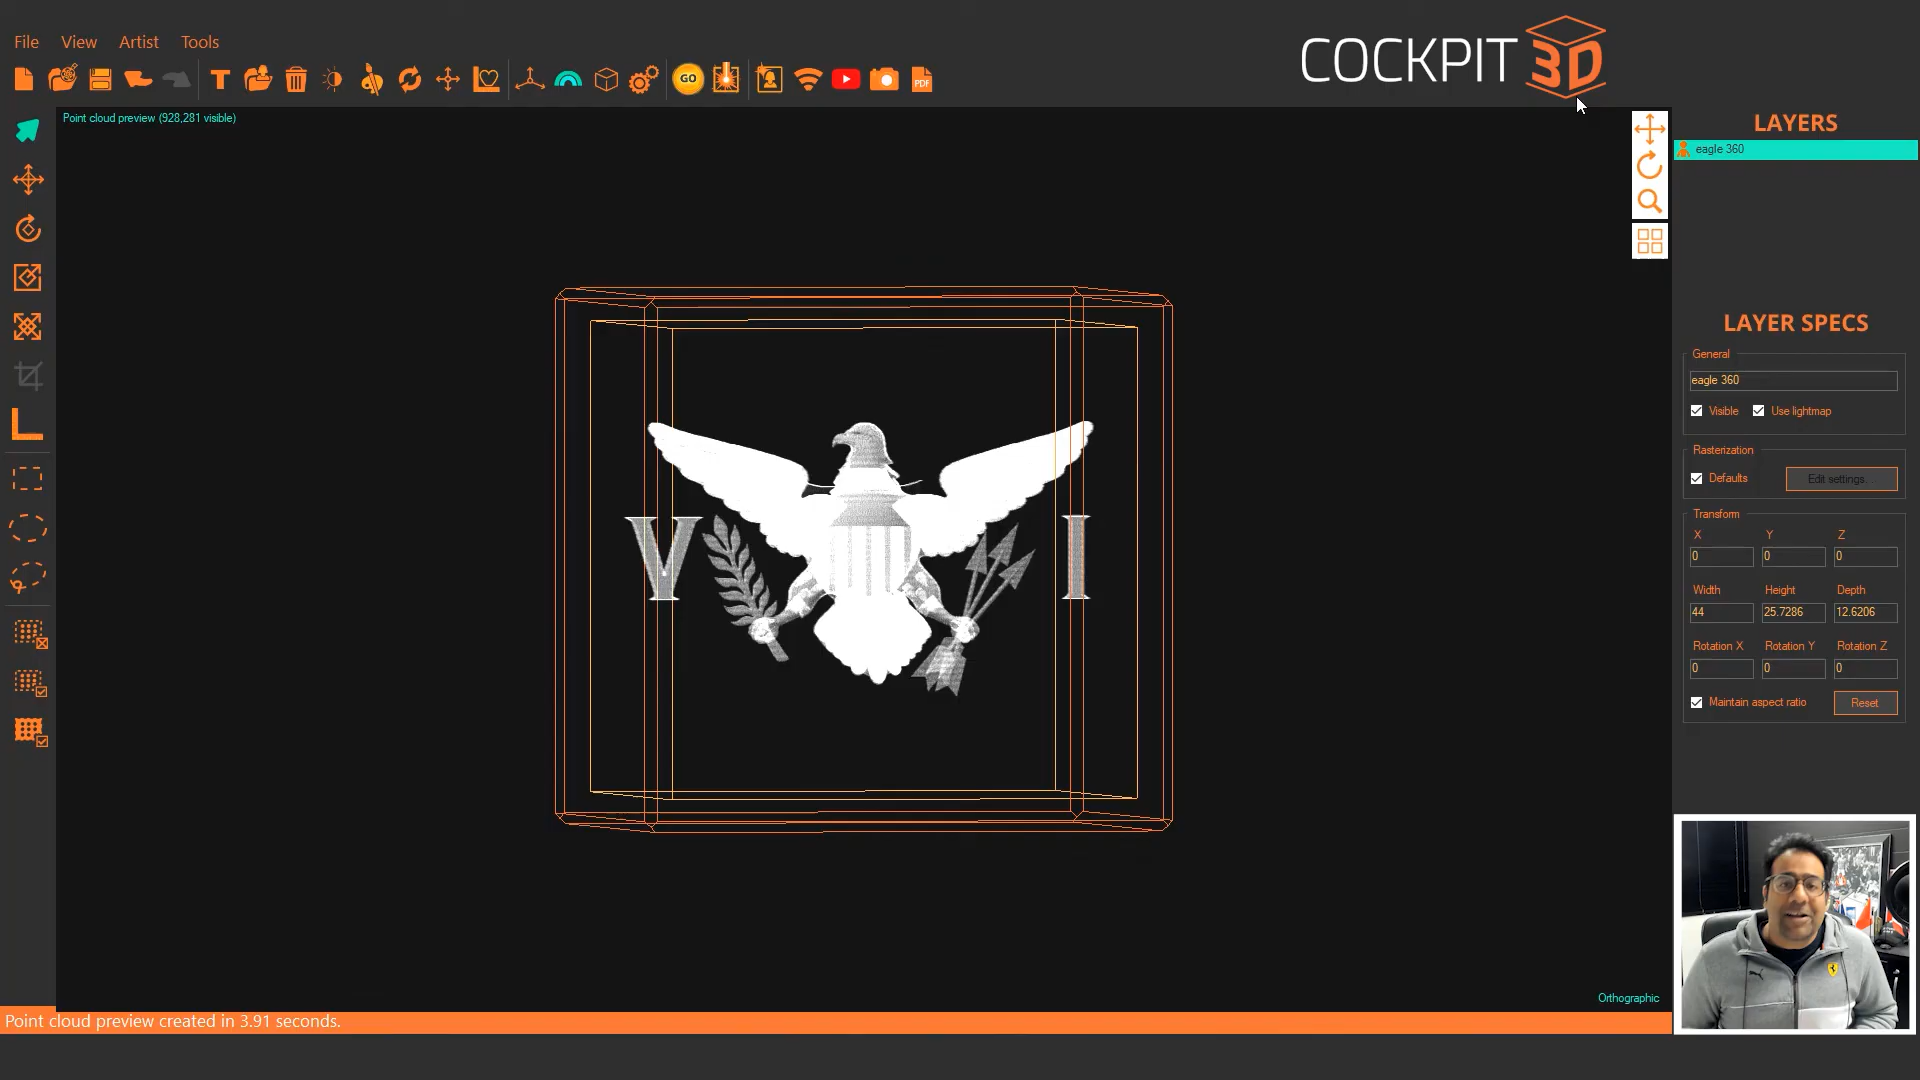 File View Artist Tools
COCKPIT 3D
T GO PDF
Point cloud preview (928,281 visible)
LAYERS
eagle 360
LAYER SPECS
General
eagle 360
Visible Use lightmap
Rasterization
Defaults Edit settings...
Transform
X Y Z
0 0 0
Width Height Depth
44 25.7286 12.6206
Rotation X Rotation Y Rotation Z
0 0 0
Maintain aspect ratio Reset
V I
Orthographic
Point cloud preview created in 3.91 seconds.